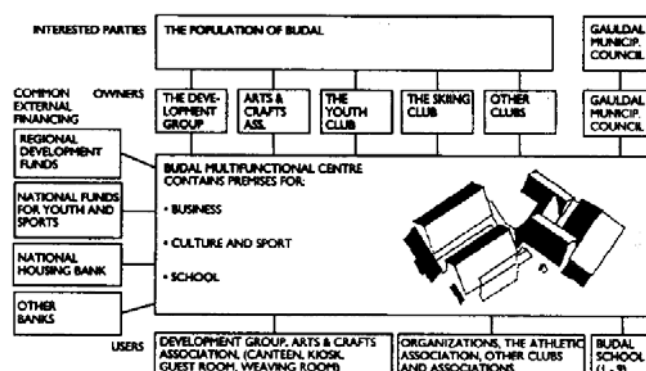 INTERESTED PARTIES
THE POPULATION OF BUDAL
GAULDAL
MUNICIP.
COUNCIL
COMMON OWNERS
EXTERNAL
FINANCING
THE DEVE-
LOPMENT
GROUP
ARTS &
CRAFTS
ASS.
THE
YOUTH
CLUB
THE SKIING
CLUB
OTHER
CLUBS
GAULDAL
MUNICIP.
COUNCIL
REGIONAL
DEVELOPMENT
FUNDS
NATIONAL FUNDS
FOR YOUTH AND
SPORTS
NATIONAL
HOUSING BANK
OTHER
BANKS
BUDAL MULTIFUNCTIONAL CENTRE
CONTAINS PREMISES FOR:
• BUSINESS
• CULTURE AND SPORT
• SCHOOL
USERS
DEVELOPMENT GROUP, ARTS & CRAFTS
ASSOCIATION, (CANTEEN, KIOSK,
GUEST ROOM, WEAVING ROOM)
ORGANIZATIONS, THE ATHLETIC
ASSOCIATION, OTHER CLUBS
AND ASSOCIATIONS
BUDAL
SCHOOL
(1 - 9)